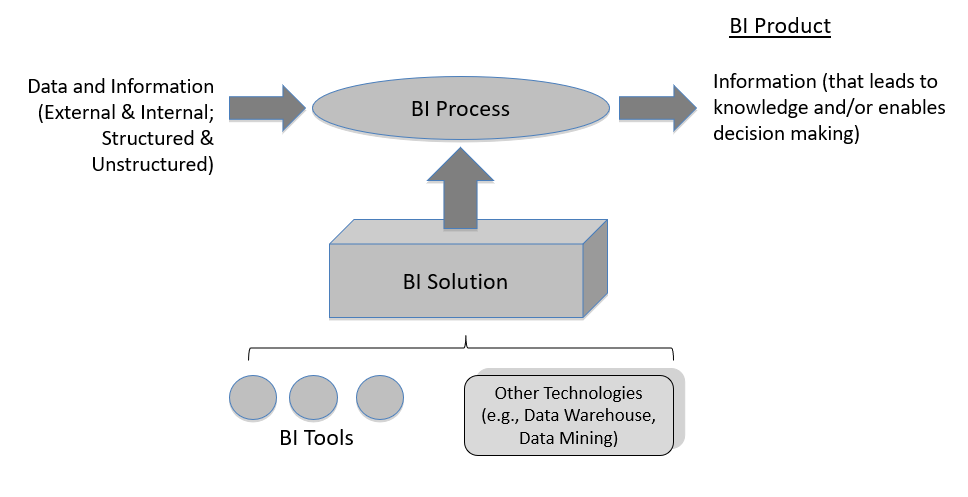 BI Product
Data and Information
(External & Internal;
Structured &
Unstructured)
BI Process
Information (that leads to
knowledge and/or enables
decision making)
BI Solution
BI Tools
Other Technologies
(e.g., Data Warehouse,
Data Mining)